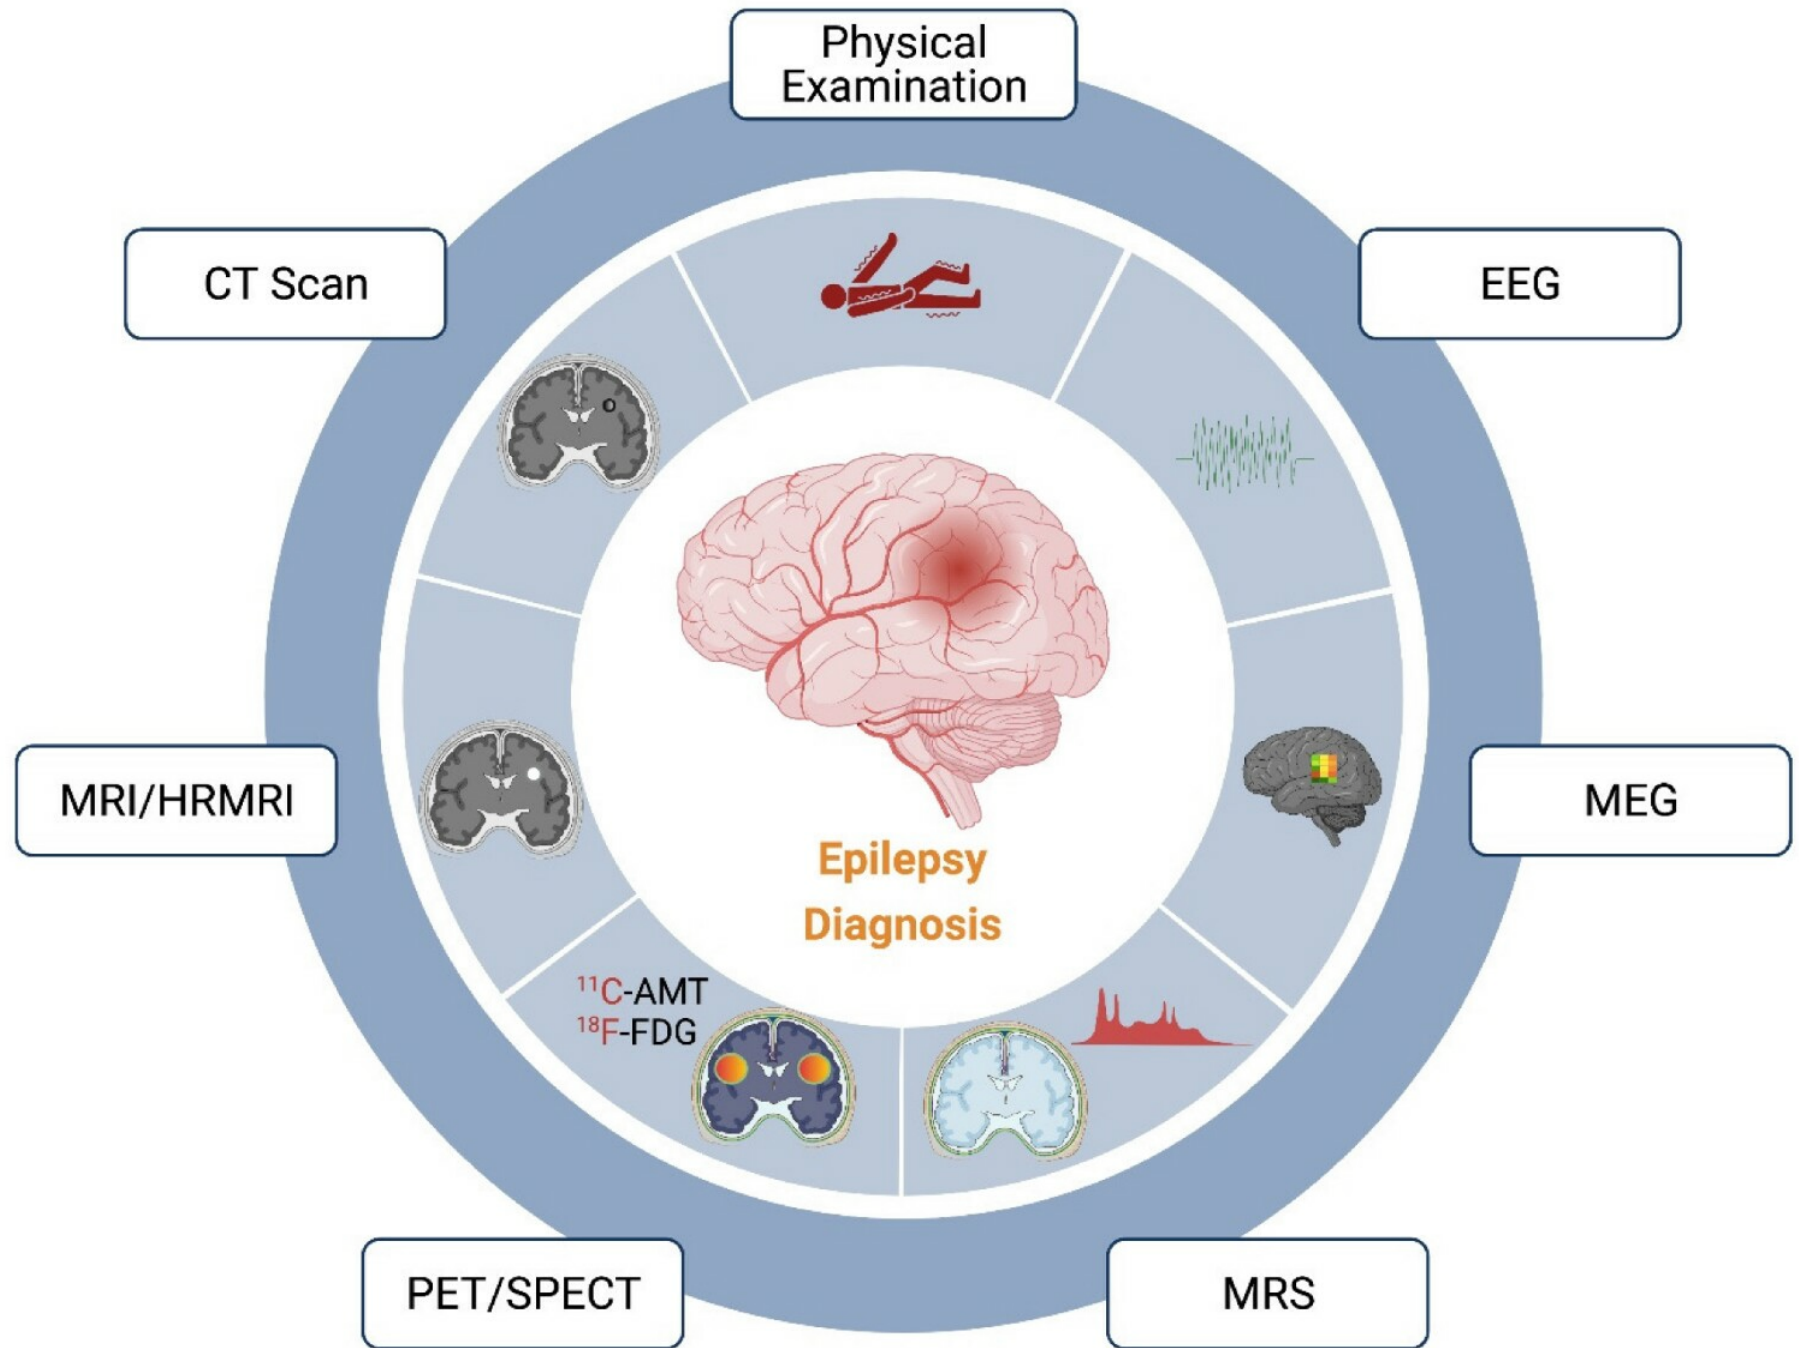 Physical
Examination
CT Scan
EEG
MRI/HRMRI
MEG
Epilepsy
Diagnosis
¹¹C-AMT
¹⁸F-FDG
PET/SPECT
MRS